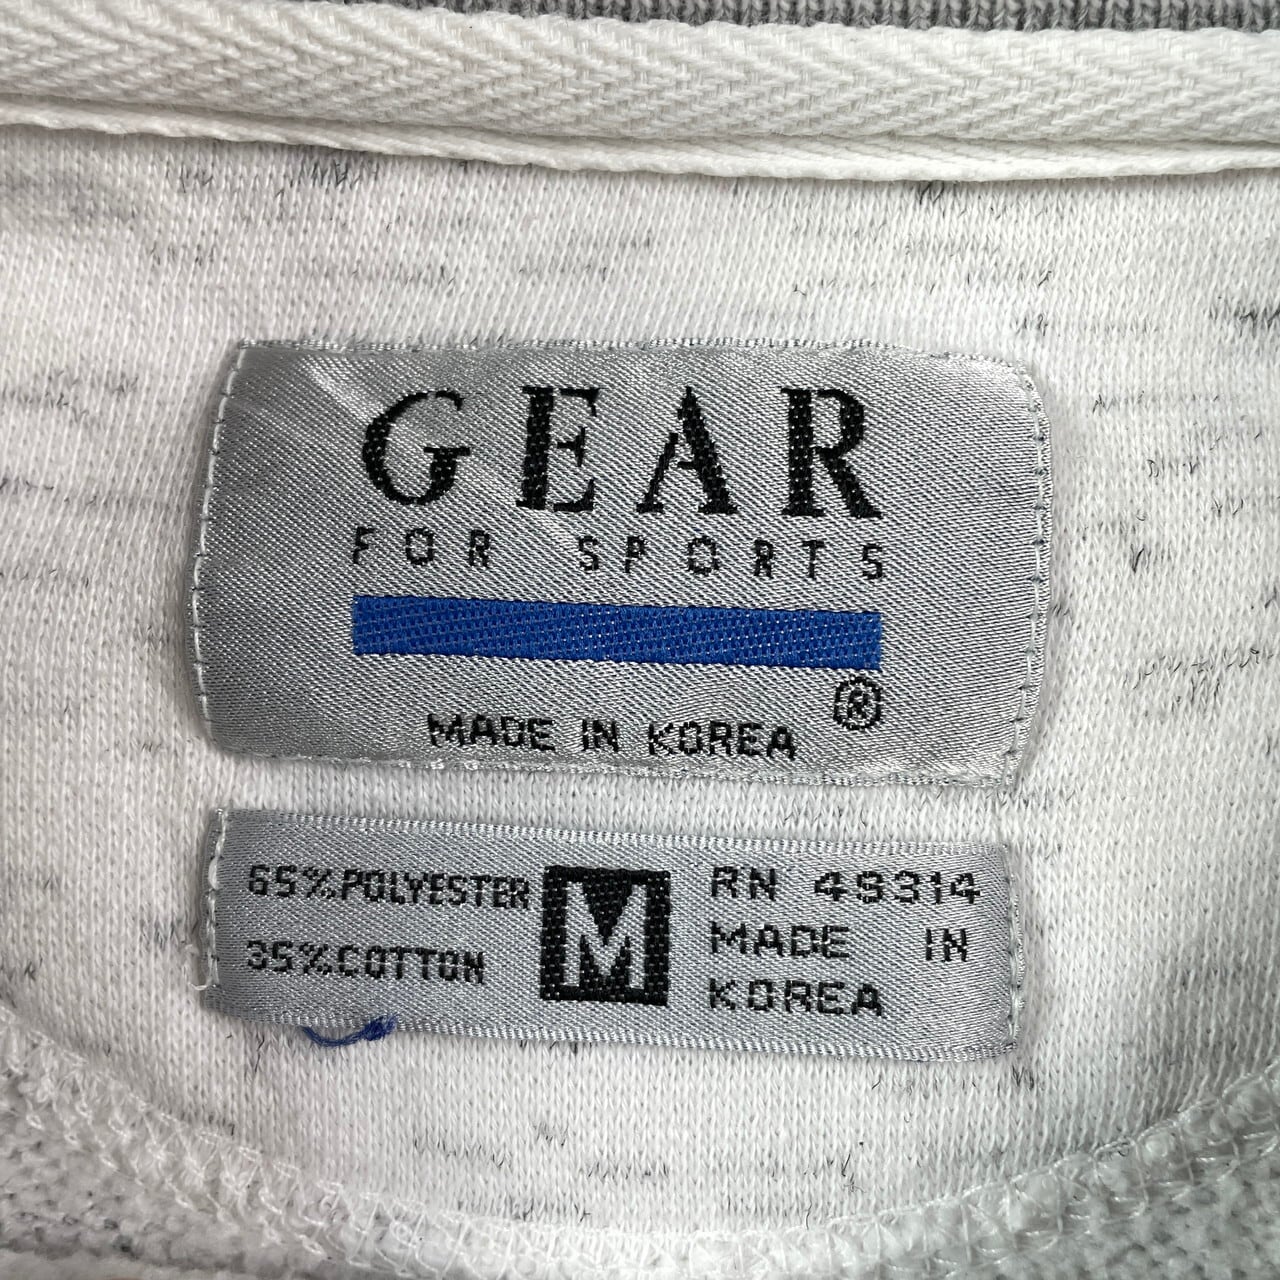 GEAR
FOR SPORTS
®
MADE IN KOREA
65%POLYESTER
35%COTTON
M
RN 49314
MADE IN
KOREA